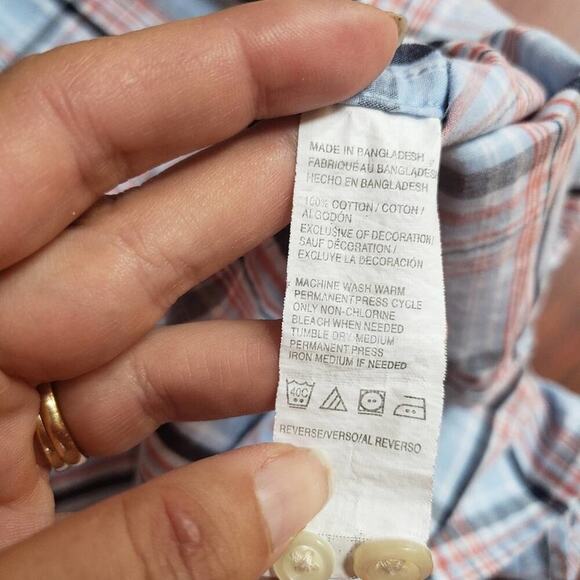 MADE IN BANGLADESH
FABRIQUÉ AU BANGLADESH
HECHO EN BANGLADESH
100% COTTON / COTON /
ALGODÓN
EXCLUSIVE OF DECORATION/
SAUF DÉCORATION /
EXCLUYE LA DECORACIÓN
MACHINE WASH WARM
PERMANENT PRESS CYCLE
ONLY NON-CHLORINE
BLEACH WHEN NEEDED
TUMBLE DRY MEDIUM
PERMANENT PRESS
IRON MEDIUM IF NEEDED
40C
REVERSE/VERSO/AL REVERSO